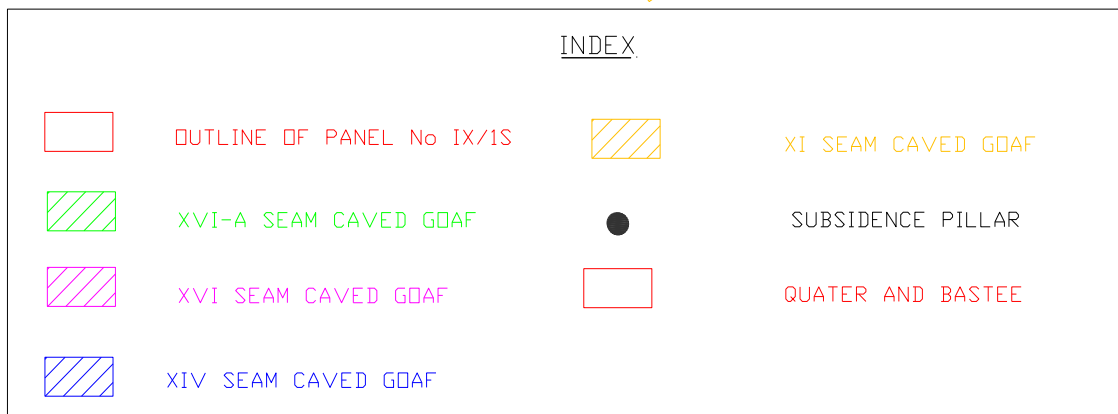 INDEX
OUTLINE OF PANEL No IX/1S
XVI-A SEAM CAVED GOAF
XVI SEAM CAVED GOAF
XIV SEAM CAVED GOAF
XI SEAM CAVED GOAF
SUBSIDENCE PILLAR
QUATER AND BASTEE